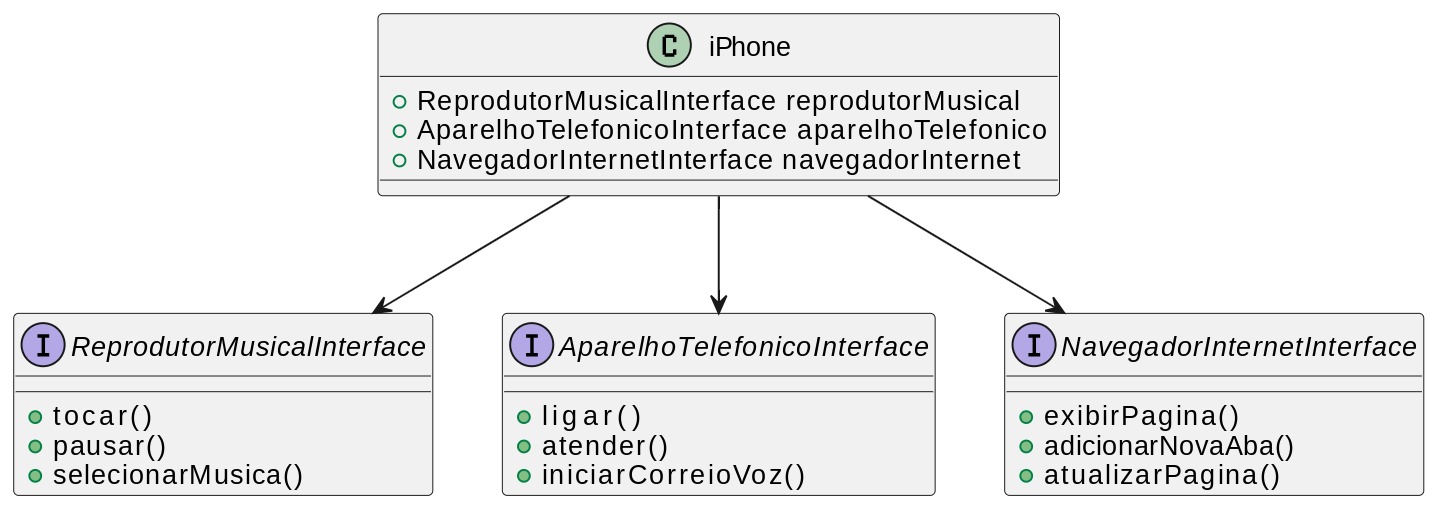 C iPhone
ReprodutorMusicalInterface reprodutorMusical
AparelhoTelefonicoInterface aparelhoTelefonico
NavegadorInternetInterface navegadorInternet
I ReprodutorMusicalInterface
tocar()
pausar()
selecionarMusica()
I AparelhoTelefonicoInterface
ligar()
atender()
iniciarCorreioVoz()
I NavegadorInternetInterface
exibirPagina()
adicionarNovaAba()
atualizarPagina()